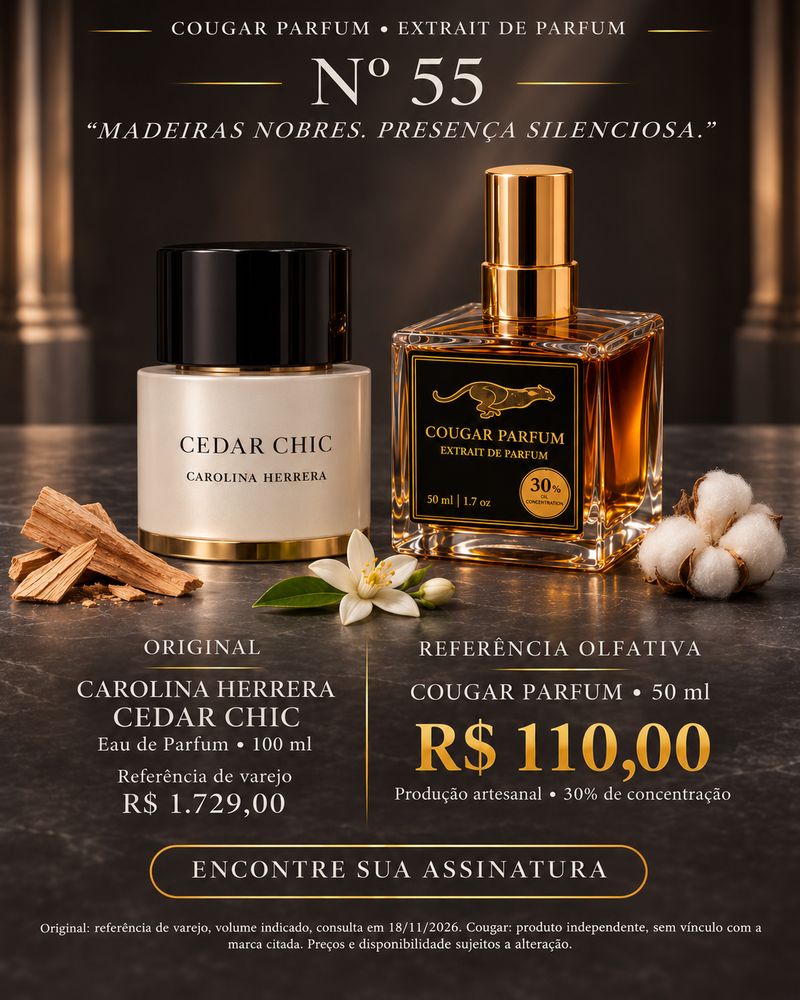 COUGAR PARFUM • EXTRAIT DE PARFUM
Nº 55
“MADEIRAS NOBRES. PRESENÇA SILENCIOSA.”
CEDAR CHIC
CAROLINA HERRERA
COUGAR PARFUM
EXTRAIT DE PARFUM
50 ml | 1.7 oz
30%
OIL
CONCENTRATION
ORIGINAL
CAROLINA HERRERA
CEDAR CHIC
Eau de Parfum • 100 ml
Referência de varejo
R$ 1.729,00
REFERÊNCIA OLFATIVA
COUGAR PARFUM • 50 ml
R$ 110,00
Produção artesanal • 30% de concentração
ENCONTRE SUA ASSINATURA
Original: referência de varejo, volume indicado, consulta em 18/11/2026. Cougar: produto independente, sem vínculo com a
marca citada. Preços e disponibilidade sujeitos a alteração.